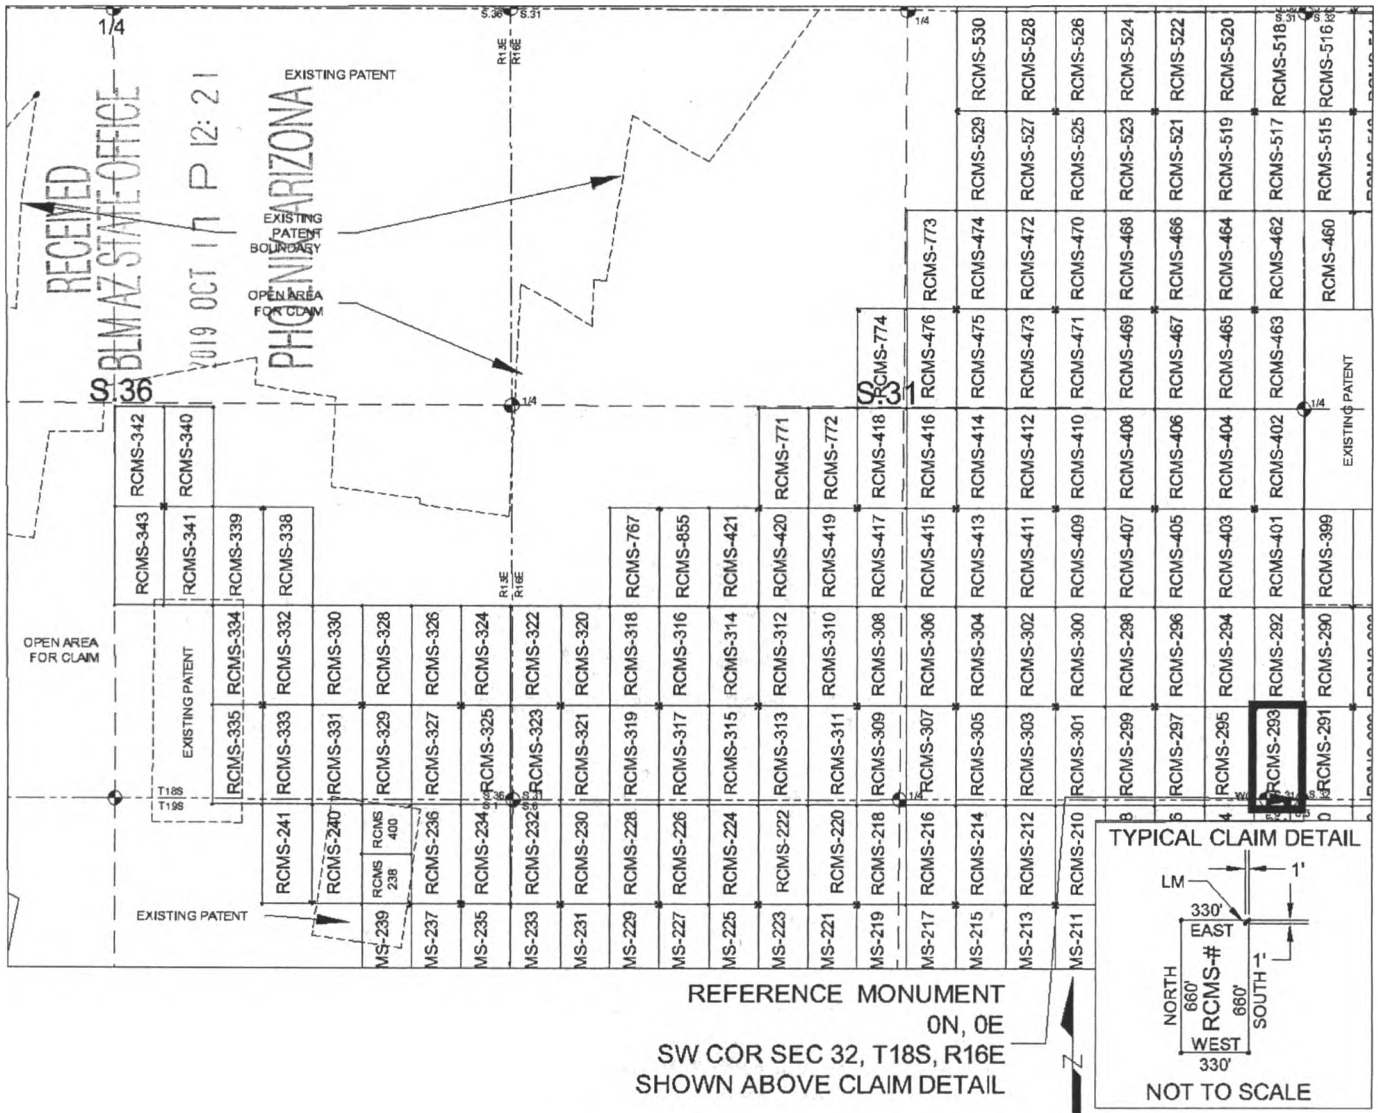 1/4
S.36
S.31
1/4
S.31
S.32
R15E
R16E
EXISTING PATENT
RECEIVED
BLM AZ STATE OFFICE
2019 OCT
P 12: 21
PHOENIX, ARIZONA
EXISTING
PATENT
BOUNDARY
OPEN AREA
FOR CLAIM
RCMS-530
RCMS-528
RCMS-526
RCMS-524
RCMS-522
RCMS-520
RCMS-518
RCMS-516
RCMS-529
RCMS-527
RCMS-525
RCMS-523
RCMS-521
RCMS-519
RCMS-517
RCMS-515
RCMS-773
RCMS-474
RCMS-472
RCMS-470
RCMS-468
RCMS-466
RCMS-464
RCMS-462
RCMS-460
RCMS-774
RCMS-476
RCMS-475
RCMS-473
RCMS-471
RCMS-469
RCMS-467
RCMS-465
RCMS-463
EXISTING PATENT
S.36
1/4
S.31
1/4
RCMS-342
RCMS-340
RCMS-771
RCMS-772
RCMS-418
RCMS-416
RCMS-414
RCMS-412
RCMS-410
RCMS-408
RCMS-406
RCMS-404
RCMS-402
RCMS-343
RCMS-341
RCMS-339
RCMS-338
R15E
R16E
RCMS-767
RCMS-855
RCMS-421
RCMS-420
RCMS-419
RCMS-417
RCMS-415
RCMS-413
RCMS-411
RCMS-409
RCMS-407
RCMS-405
RCMS-403
RCMS-401
RCMS-399
OPEN AREA
FOR CLAIM
EXISTING PATENT
RCMS-334
RCMS-332
RCMS-330
RCMS-328
RCMS-326
RCMS-324
RCMS-322
RCMS-320
RCMS-318
RCMS-316
RCMS-314
RCMS-312
RCMS-310
RCMS-308
RCMS-306
RCMS-304
RCMS-302
RCMS-300
RCMS-298
RCMS-296
RCMS-294
RCMS-292
RCMS-290
RCMS-335
RCMS-333
RCMS-331
RCMS-329
RCMS-327
RCMS-325
RCMS-323
RCMS-321
RCMS-319
RCMS-317
RCMS-315
RCMS-313
RCMS-311
RCMS-309
RCMS-307
RCMS-305
RCMS-303
RCMS-301
RCMS-299
RCMS-297
RCMS-295
RCMS-293
RCMS-291
T18S
T19S
S.36
S.31
S.1
S.6
1/4
S.31
S.32
RCMS-241
RCMS-240
RCMS
400
RCMS
238
RCMS-236
RCMS-234
RCMS-232
RCMS-230
RCMS-228
RCMS-226
RCMS-224
RCMS-222
RCMS-220
RCMS-218
RCMS-216
RCMS-214
RCMS-212
RCMS-210
EXISTING PATENT
MS-239
MS-237
MS-235
MS-233
MS-231
MS-229
MS-227
MS-225
MS-223
MS-221
MS-219
MS-217
MS-215
MS-213
MS-211
TYPICAL CLAIM DETAIL
LM
1'
330'
EAST
NORTH
660'
RCMS-#
660'
SOUTH
1'
WEST
330'
NOT TO SCALE
REFERENCE MONUMENT
0N, 0E
SW COR SEC 32, T18S, R16E
SHOWN ABOVE CLAIM DETAIL
N